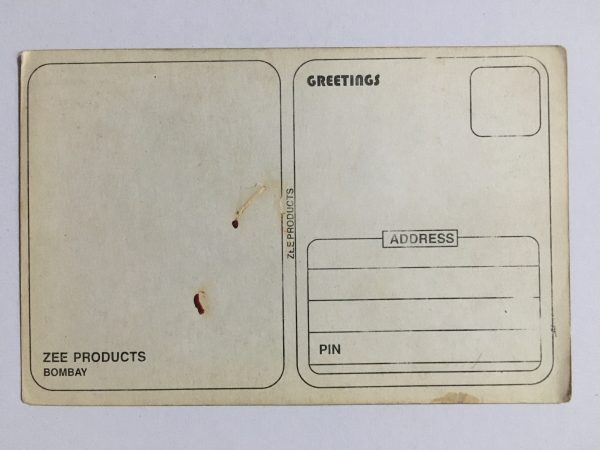 GREETINGS
ZEE PRODUCTS
ADDRESS
PIN
ZEE PRODUCTS
BOMBAY